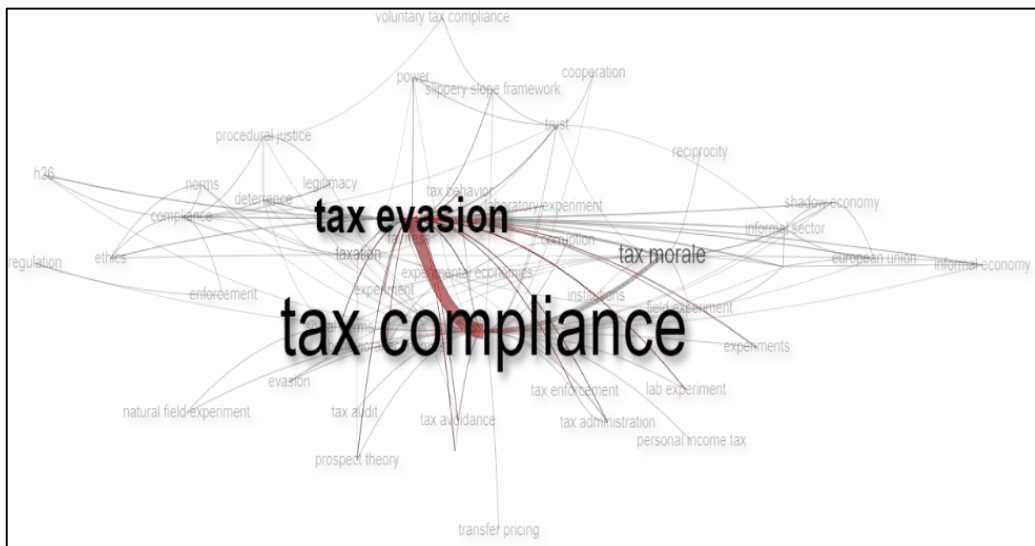 voluntary tax compliance
power
cooperation
slippery slope framework
trust
procedural justice
reciprocity
h26
norms
legitimacy
tax behavior
deterrence
laboratory experiment
shadow economy
compliance
tax evasion
informal sector
corruption
taxation
tax morale
ethics
european union
regulation
informal economy
experimental economics
experiment
institutions
enforcement
field experiment
tax compliance
experiments
evasion
tax enforcement
lab experiment
natural field experiment
tax audit
tax avoidance
tax administration
personal income tax
prospect theory
transfer pricing